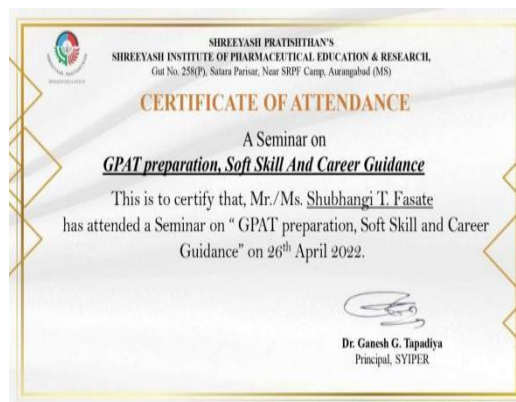 SHREEYASH PRATISHTHAN'S
SHREEYASH INSTITUTE OF PHARMACEUTICAL EDUCATION & RESEARCH,
Gut No. 258(P), Satara Parisar, Near SRPF Camp, Aurangabad (MS)
CERTIFICATE OF ATTENDANCE
A Seminar on
GPAT preparation, Soft Skill And Career Guidance
This is to certify that, Mr./Ms. Shubhangi T. Fasate
has attended a Seminar on “ GPAT preparation, Soft Skill and Career
Guidance” on 26th April 2022.
Dr. Ganesh G. Tapadiya
Principal, SYIPER